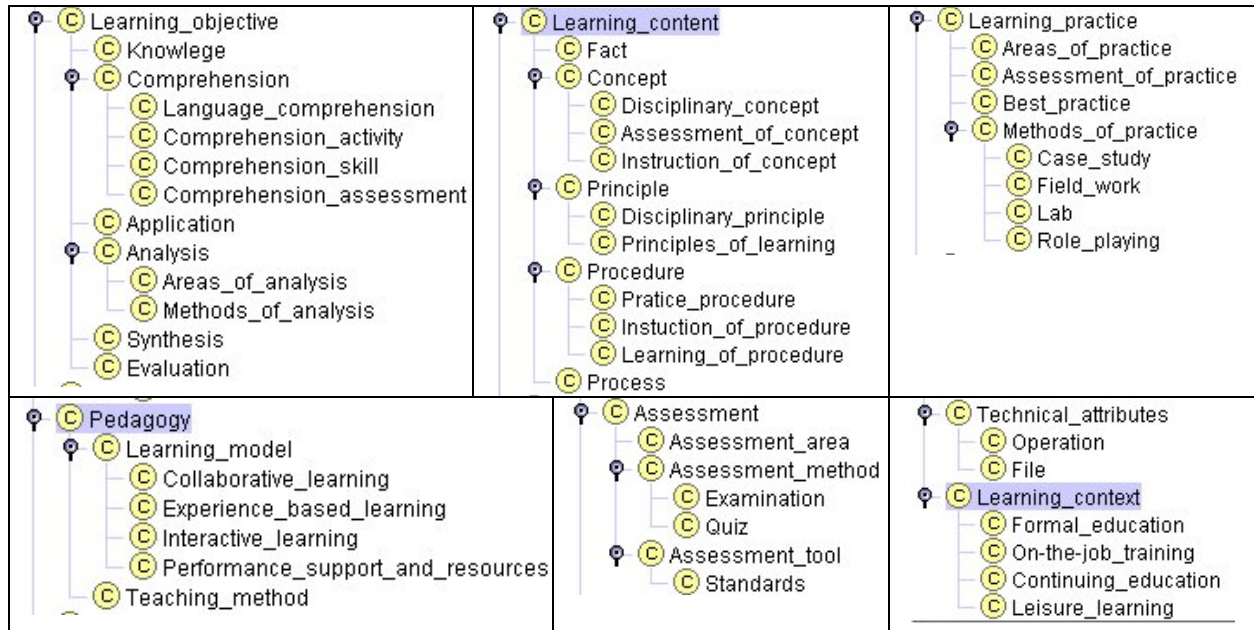 Learning_objective
Knowlege
Comprehension
Language_comprehension
Comprehension_activity
Comprehension_skill
Comprehension_assessment
Application
Analysis
Areas_of_analysis
Methods_of_analysis
Synthesis
Evaluation
Learning_content
Fact
Concept
Disciplinary_concept
Assessment_of_concept
Instruction_of_concept
Principle
Disciplinary_principle
Principles_of_learning
Procedure
Pratice_procedure
Instuction_of_procedure
Learning_of_procedure
Process
Learning_practice
Areas_of_practice
Assessment_of_practice
Best_practice
Methods_of_practice
Case_study
Field_work
Lab
Role_playing
Pedagogy
Learning_model
Collaborative_learning
Experience_based_learning
Interactive_learning
Performance_support_and_resources
Teaching_method
Assessment
Assessment_area
Assessment_method
Examination
Quiz
Assessment_tool
Standards
Technical_attributes
Operation
File
Learning_context
Formal_education
On-the-job_training
Continuing_education
Leisure_learning